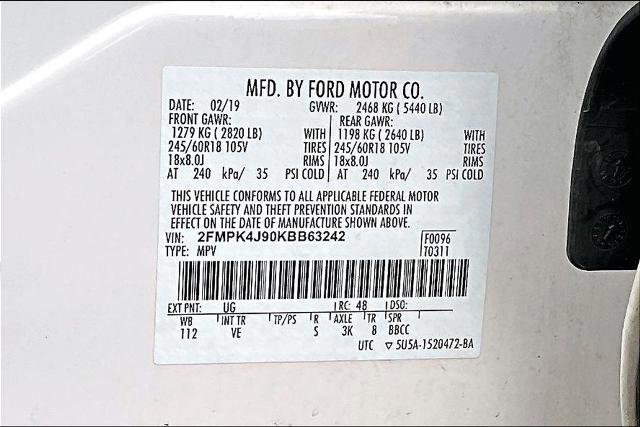 MFD. BY FORD MOTOR CO.
DATE: 02/19 GVWR: 2468 KG ( 5440 LB)
FRONT GAWR: REAR GAWR:
1279 KG ( 2820 LB) WITH 1198 KG ( 2640 LB) WITH
245/60R18 105V TIRES 245/60R18 105V TIRES
18x8.0J RIMS 18x8.0J RIMS
AT 240 kPa/ 35 PSI COLD AT 240 kPa/ 35 PSI COLD
THIS VEHICLE CONFORMS TO ALL APPLICABLE FEDERAL MOTOR
VEHICLE SAFETY AND THEFT PREVENTION STANDARDS IN
EFFECT ON THE DATE OF MANUFACTURE SHOWN ABOVE.
VIN: 2FMPK4J90KBB63242 F0096
TYPE: MPV T0311
EXT PNT: UG RC: 48 DSO:
WB INT TR TP/PS R AXLE TR SPR
112 VE S 3K 8 BBCC
UTC ▽ 5U5A-1520472-BA